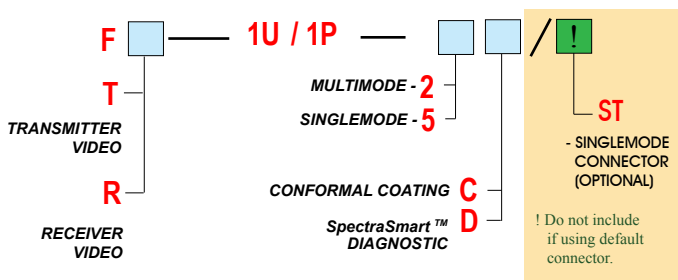 F — 1U / 1P — / !
T
TRANSMITTER
VIDEO
R
RECEIVER
VIDEO
MULTIMODE - 2
SINGLEMODE - 5
CONFORMAL COATING C
SpectraSmart ™ D
DIAGNOSTIC
ST
- SINGLEMODE
CONNECTOR
(OPTIONAL)
! Do not include
if using default
connector.